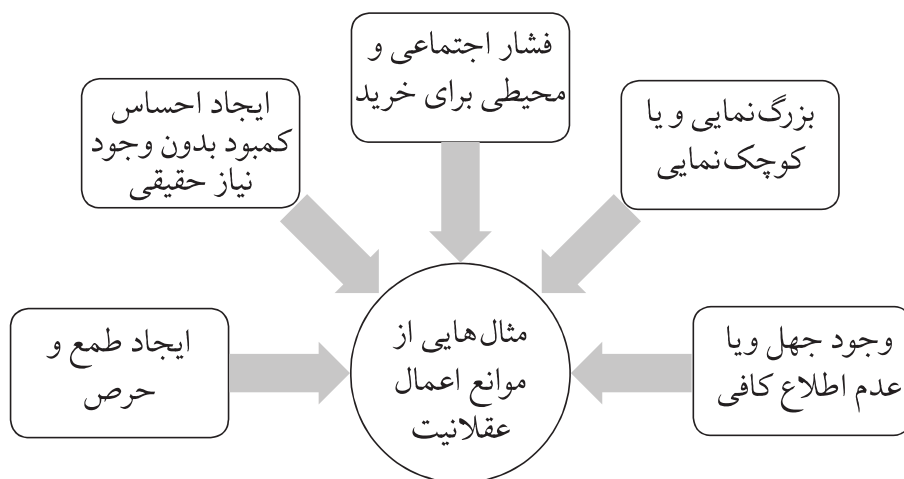 فشار اجتماعی و
محیطی برای خرید
بزرگ‌نمایی و یا
کوچک‌نمایی
ایجاد احساس
کمبود بدون وجود
نیاز حقیقی
وجود جهل ویا
عدم اطلاع کافی
مثال‌هایی از
موانع اعمال
عقلانیت
ایجاد طمع و
حرص